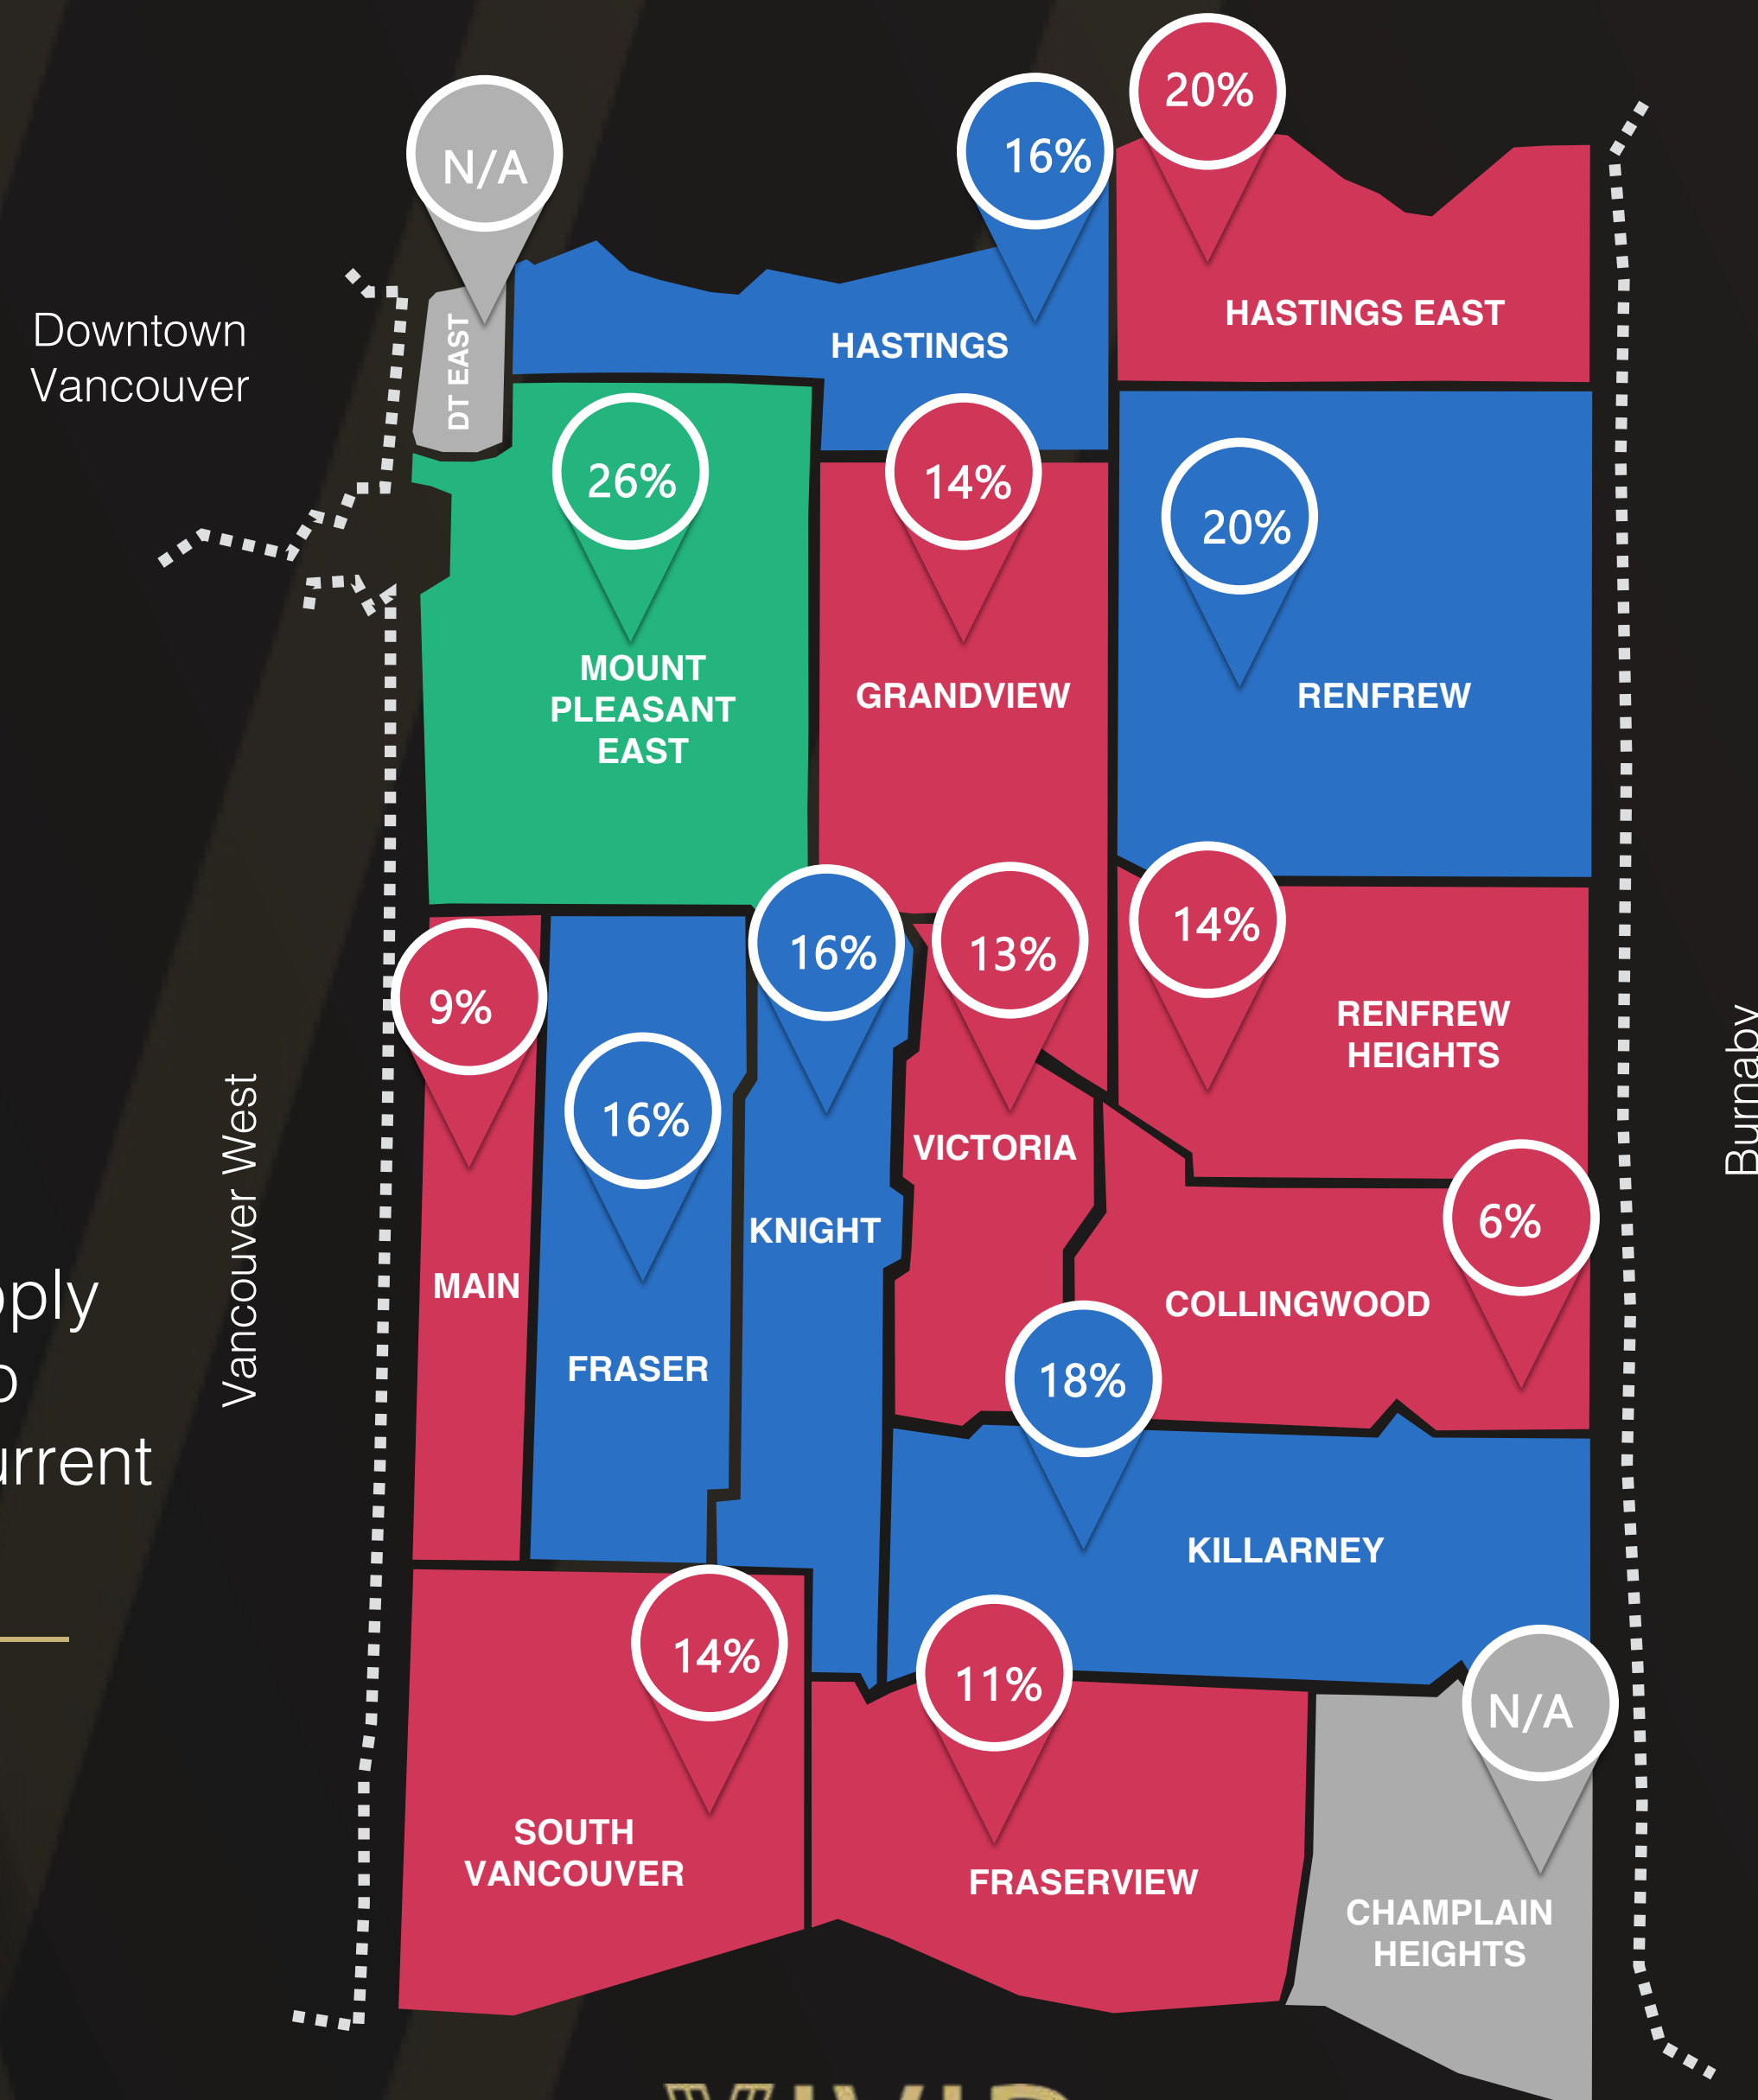 20%
N/A
16%
HASTINGS EAST
Downtown
Vancouver
DT EAST
HASTINGS
26%
14%
20%
MOUNT
PLEASANT
EAST
GRANDVIEW
RENFREW
9%
16%
13%
14%
RENFREW
HEIGHTS
Burnaby
Vancouver West
16%
VICTORIA
KNIGHT
6%
MAIN
COLLINGWOOD
FRASER
18%
urrent
KILLARNEY
14%
11%
N/A
SOUTH
VANCOUVER
FRASERVIEW
CHAMPLAIN
HEIGHTS